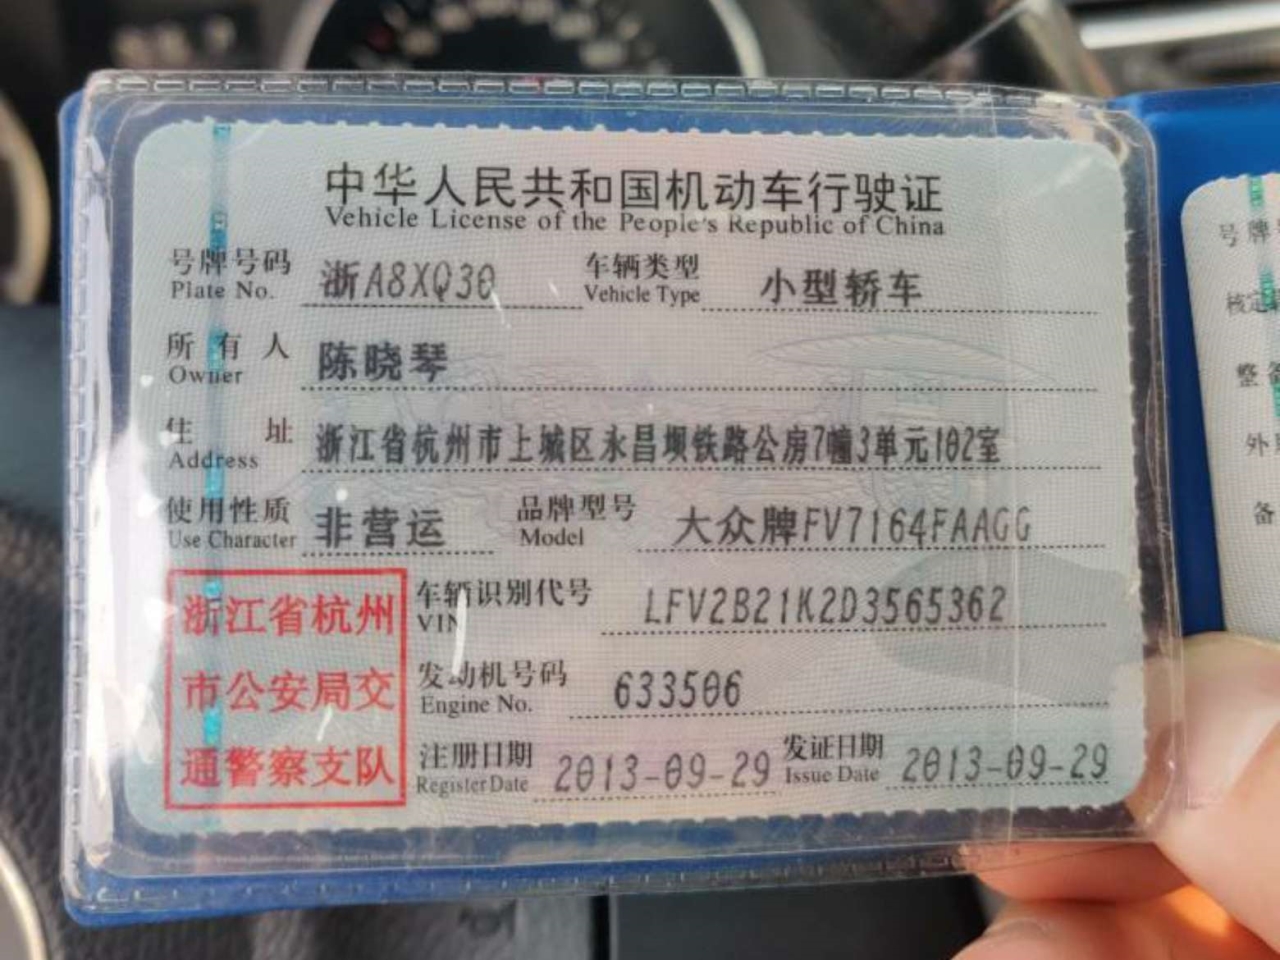 中华人民共和国机动车行驶证
Vehicle License of the People's Republic of China
号牌号码 浙A8XQ30 车辆类型 小型轿车
Plate No. Vehicle Type
所有人 陈晓琴
Owner
住址 浙江省杭州市上城区永昌坝铁路公房7幢3单元102室
Address
使用性质 非营运 品牌型号 大众牌FV7164FAAGG
Use Character Model
浙江省杭州
市公安局交
通警察支队
车辆识别代号 LFV2B21K2D3565362
VIN
发动机号码 633506
Engine No.
注册日期 2013-09-29 发证日期 2013-09-29
Register Date Issue Date
号牌
核定
整
外
备